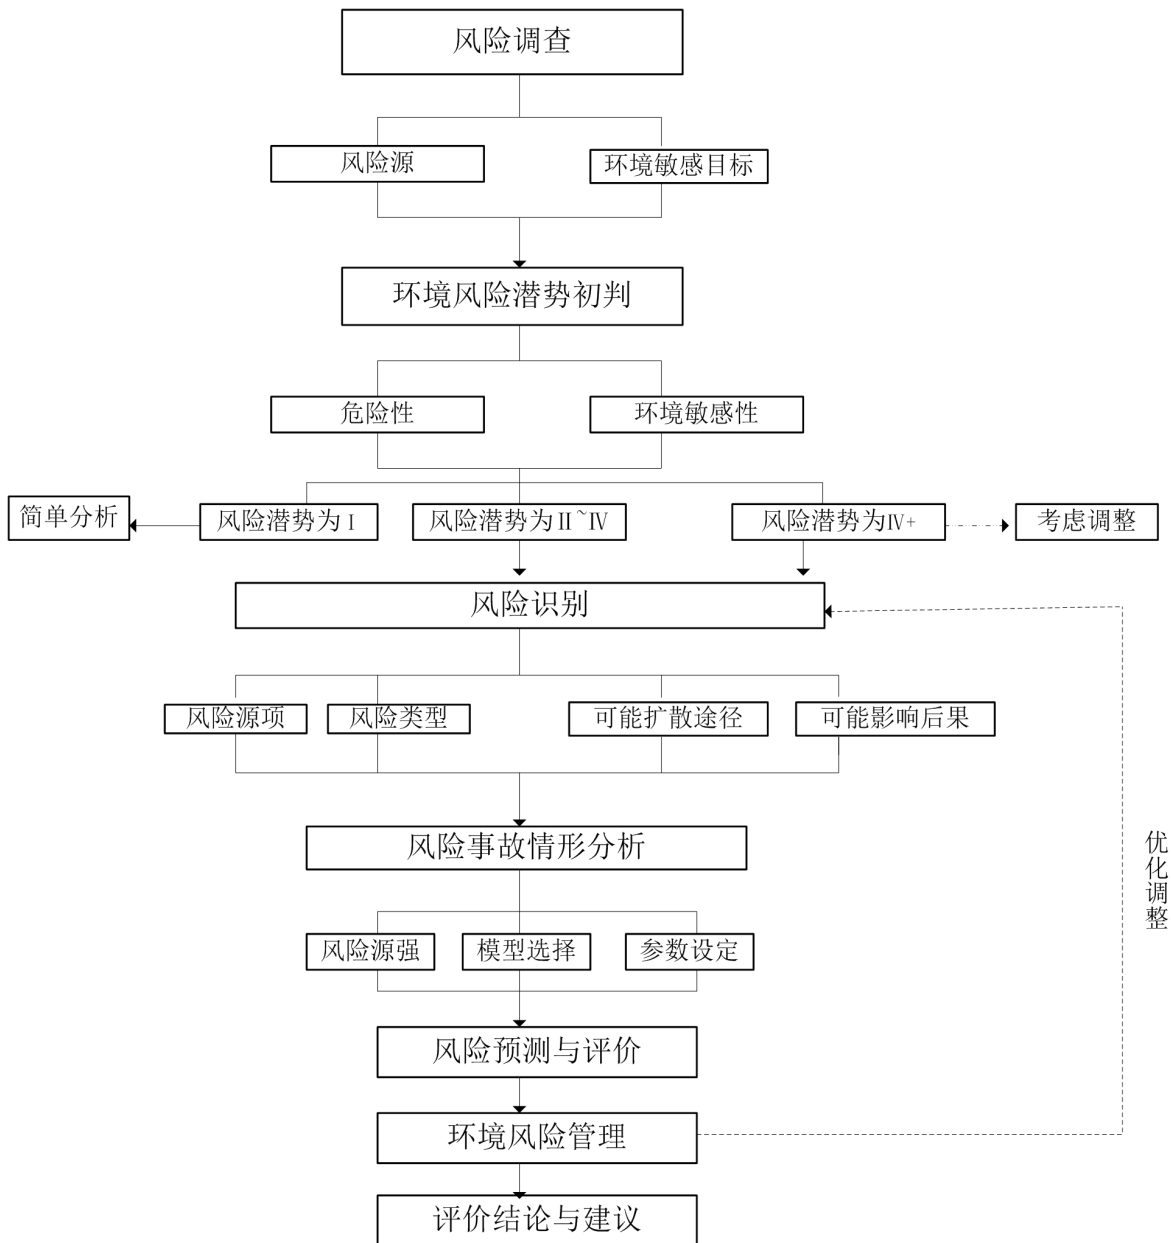 风险调查
风险源
环境敏感目标
环境风险潜势初判
危险性
环境敏感性
简单分析
风险潜势为Ⅰ
风险潜势为Ⅱ~Ⅳ
风险潜势为Ⅳ+
考虑调整
风险识别
风险源项
风险类型
可能扩散途径
可能影响后果
风险事故情形分析
优化调整
风险源强
模型选择
参数设定
风险预测与评价
环境风险管理
评价结论与建议